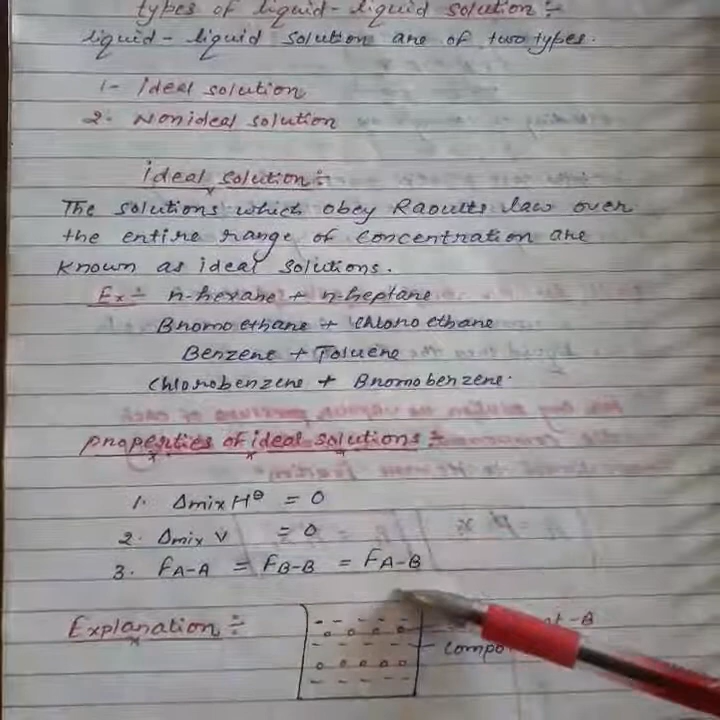 types of liquid-liquid solution :-
liquid-liquid solution are of two types.
1- Ideal solution
2. Nonideal solution
ideal solution :-
The solutions which obey Raoults law over
the entire range of concentration are
known as ideal solutions.
Ex:- n-hexane + n-heptane
Bromoethane + chloroethane
Benzene + Toluene
chlorobenzene + Bromobenzene.
properties of ideal solutions :-
1. ΔmixH° = 0
2. Δmix V = 0
3. FA-A = FB-B = FA-B
Explanation :-